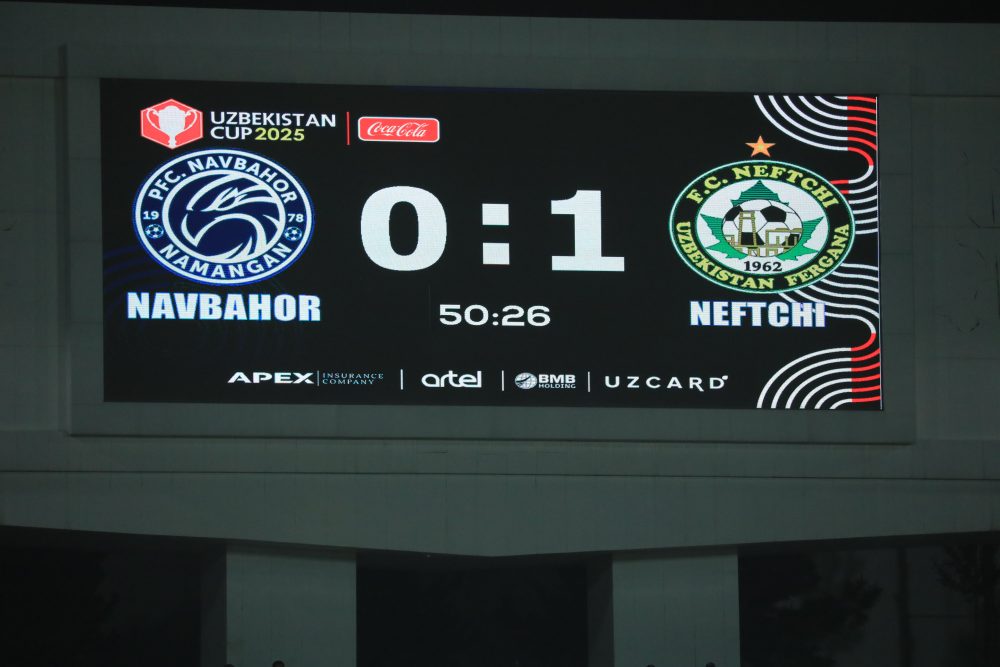 UZBEKISTAN
CUP 2025
Coca-Cola
PFC. NAVBAHOR
19 78
NAMANGAN
0:1
F.C. NEFTCHI
1962
UZBEKISTAN FERGANA
NAVBAHOR
50:26
NEFTCHI
APEX INSURANCE COMPANY
artel
BMB HOLDING
UZCARD